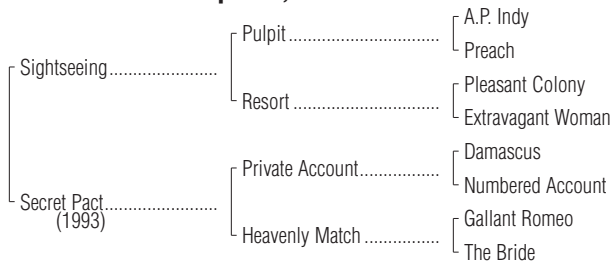 A.P. Indy
Pulpit
Preach
Sightseeing
Pleasant Colony
Resort
Extravagant Woman
Damascus
Private Account
Numbered Account
Secret Pact
(1993)
Gallant Romeo
Heavenly Match
The Bride